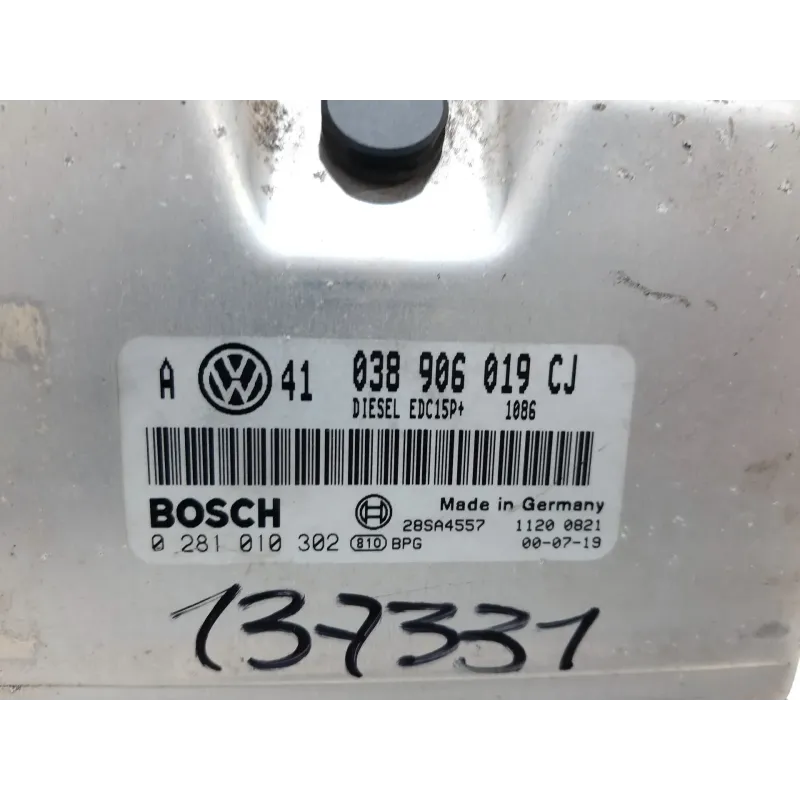 A VW 41 038 906 019 CJ
DIESEL EDC15P+ 1086
BOSCH Made in Germany
28SA4557 1120 0821
0 281 010 302 810 BPG 00-07-19
137331